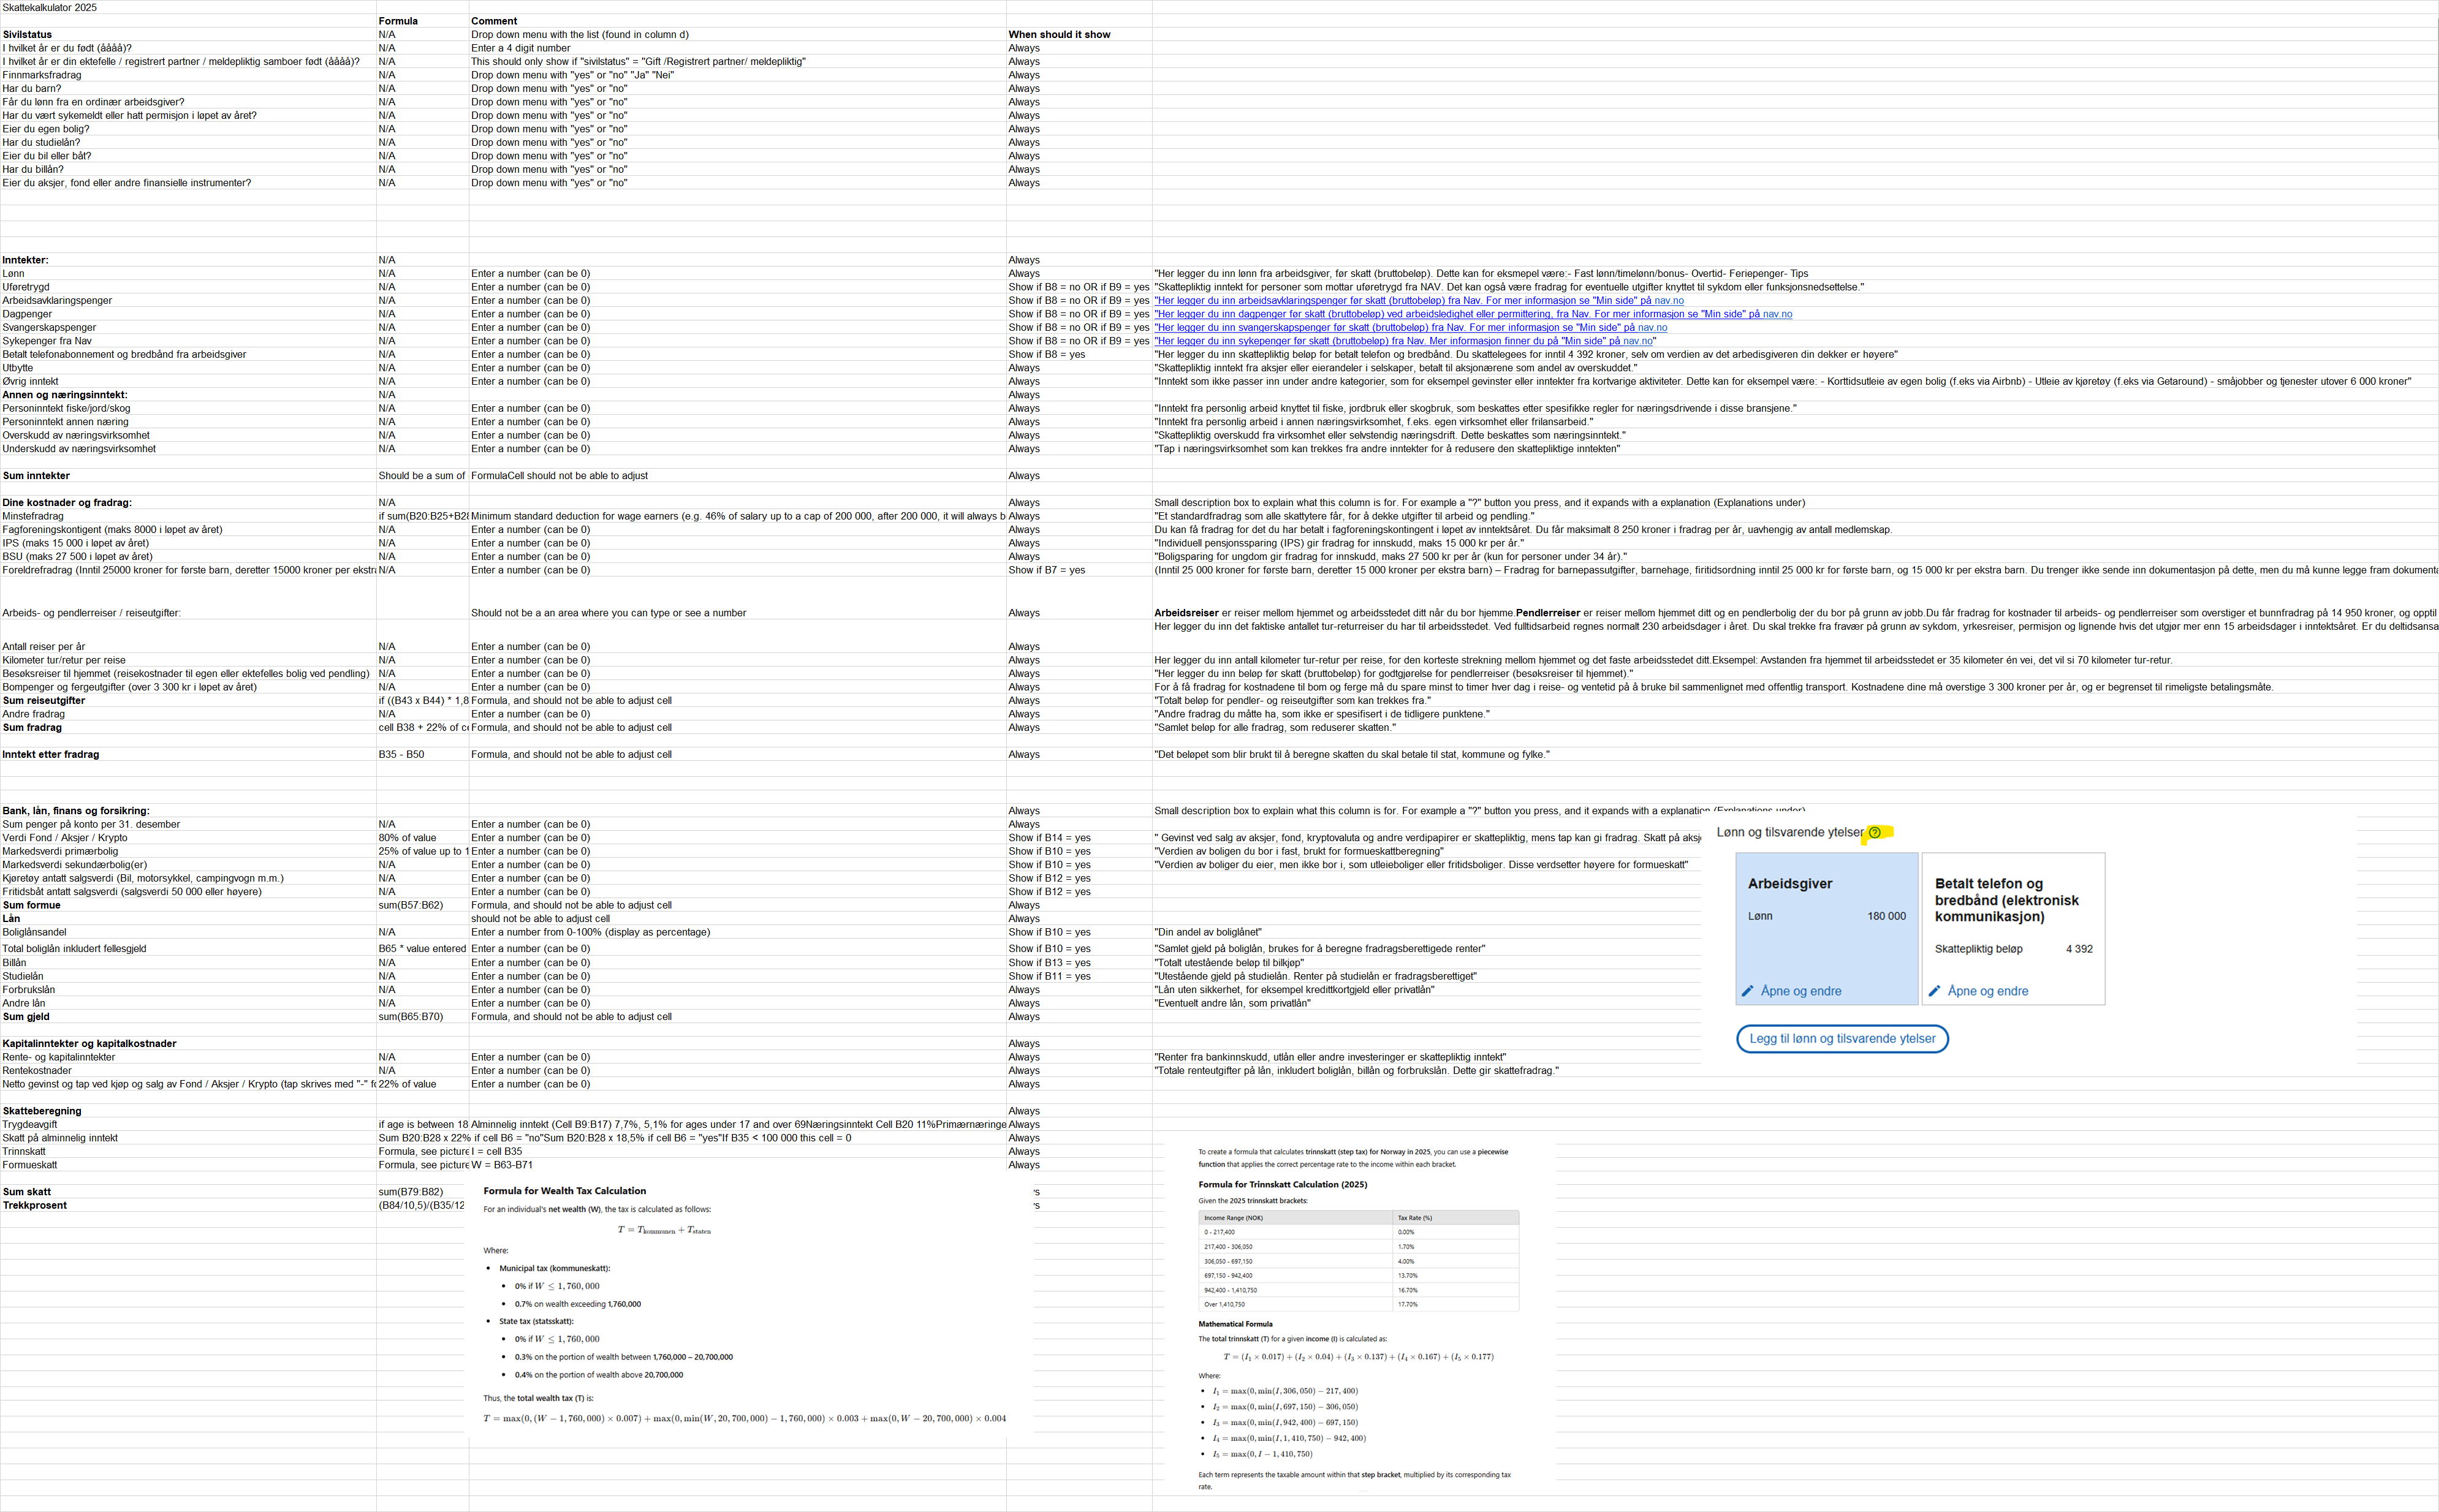 Skattekalkulator 2025
Formula Comment
Sivilstatus N/A Drop down menu with the list (found in column d) When should it show
I hvilket år er du født (åååå)? N/A Enter a 4 digit number Always
I hvilket år er din ektefelle / registrert partner / meldepliktig samboer født (åååå)? N/A This should only show if "sivilstatus" = "Gift /Registrert partner/ meldepliktig" Always
Finnmarksfradrag N/A Drop down menu with "yes" or "no" "Ja" "Nei" Always
Har du barn? N/A Drop down menu with "yes" or "no" Always
Får du lønn fra en ordinær arbeidsgiver? N/A Drop down menu with "yes" or "no" Always
Har du vært sykemeldt eller hatt permisjon i løpet av året? N/A Drop down menu with "yes" or "no" Always
Eier du egen bolig? N/A Drop down menu with "yes" or "no" Always
Har du studielån? N/A Drop down menu with "yes" or "no" Always
Eier du bil eller båt? N/A Drop down menu with "yes" or "no" Always
Har du billån? N/A Drop down menu with "yes" or "no" Always
Eier du aksjer, fond eller andre finansielle instrumenter? N/A Drop down menu with "yes" or "no" Always
Inntekter: N/A Always
Lønn N/A Enter a number (can be 0) Always "Her legger du inn lønn fra arbeidsgiver, før skatt (bruttobeløp). Dette kan for eksmepel være:- Fast lønn/timelønn/bonus- Overtid- Feriepenger- Tips
Uføretrygd N/A Enter a number (can be 0) Show if B8 = no OR if B9 = yes "Skattepliktig inntekt for personer som mottar uføretrygd fra NAV. Det kan også være fradrag for eventuelle utgifter knyttet til sykdom eller funksjonsnedsettelse."
Arbeidsavklaringspenger N/A Enter a number (can be 0) Show if B8 = no OR if B9 = yes "Her legger du inn arbeidsavklaringspenger før skatt (bruttobeløp) fra Nav. For mer informasjon se "Min side" på nav.no
Dagpenger N/A Enter a number (can be 0) Show if B8 = no OR if B9 = yes "Her legger du inn dagpenger før skatt (bruttobeløp) ved arbeidsledighet eller permittering, fra Nav. For mer informasjon se "Min side" på nav.no
Svangerskapspenger N/A Enter a number (can be 0) Show if B8 = no OR if B9 = yes "Her legger du inn svangerskapspenger før skatt (bruttobeløp) fra Nav. For mer informasjon se "Min side" på nav.no
Sykepenger fra Nav N/A Enter a number (can be 0) Show if B8 = no OR if B9 = yes "Her legger du inn sykepenger før skatt (bruttobeløp) fra Nav. Mer informasjon finner du på "Min side" på nav.no"
Betalt telefonabonnement og bredbånd fra arbeidsgiver N/A Enter a number (can be 0) Show if B8 = yes "Her legger du inn skattepliktig beløp for betalt telefon og bredbånd. Du skattelegees for inntil 4 392 kroner, selv om verdien av det arbedisgiveren din dekker er høyere"
Utbytte N/A Enter a number (can be 0) Always "Skattepliktig inntekt fra aksjer eller eierandeler i selskaper, betalt til aksjonærene som andel av overskuddet."
Øvrig inntekt N/A Enter a number (can be 0) Always "Inntekt som ikke passer inn under andre kategorier, som for eksempel gevinster eller inntekter fra kortvarige aktiviteter. Dette kan for eksempel være: - Korttidsutleie av egen bolig (f.eks via Airbnb) - Utleie av kjøretøy (f.eks via Getaround) - småjobber og tjenester utover 6 000 kroner"
Annen og næringsinntekt: N/A Always
Personinntekt fiske/jord/skog N/A Enter a number (can be 0) Always "Inntekt fra personlig arbeid knyttet til fiske, jordbruk eller skogbruk, som beskattes etter spesifikke regler for næringsdrivende i disse bransjene."
Personinntekt annen næring N/A Enter a number (can be 0) Always "Inntekt fra personlig arbeid i annen næringsvirksomhet, f.eks. egen virksomhet eller frilansarbeid."
Overskudd av næringsvirksomhet N/A Enter a number (can be 0) Always "Skattepliktig overskudd fra virksomhet eller selvstendig næringsdrift. Dette beskattes som næringsinntekt."
Underskudd av næringsvirksomhet N/A Enter a number (can be 0) Always "Tap i næringsvirksomhet som kan trekkes fra andre inntekter for å redusere den skattepliktige inntekten"
Sum inntekter Should be a sum of FormulaCell should not be able to adjust Always
Dine kostnader og fradrag: N/A Always Small description box to explain what this column is for. For example a "?" button you press, and it expands with a explanation (Explanations under)
Minstefradrag if sum(B20:B25+B28 Minimum standard deduction for wage earners (e.g. 46% of salary up to a cap of 200 000, after 200 000, it will always b Always "Et standardfradrag som alle skattytere får, for å dekke utgifter til arbeid og pendling."
Fagforeningskontigent (maks 8000 i løpet av året) N/A Enter a number (can be 0) Always Du kan få fradrag for det du har betalt i fagforeningskontingent i løpet av inntektsåret. Du får maksimalt 8 250 kroner i fradrag per år, uavhengig av antall medlemskap.
IPS (maks 15 000 i løpet av året) N/A Enter a number (can be 0) Always "Individuell pensjonssparing (IPS) gir fradrag for innskudd, maks 15 000 kr per år."
BSU (maks 27 500 i løpet av året) N/A Enter a number (can be 0) Always "Boligsparing for ungdom gir fradrag for innskudd, maks 27 500 kr per år (kun for personer under 34 år)."
Foreldrefradrag (Inntil 25000 kroner for første barn, deretter 15000 kroner per ekstra N/A Enter a number (can be 0) Show if B7 = yes (Inntil 25 000 kroner for første barn, deretter 15 000 kroner per ekstra barn) – Fradrag for barnepassutgifter, barnehage, firitidsordning inntil 25 000 kr for første barn, og 15 000 kr per ekstra barn. Du trenger ikke sende inn dokumentasjon på dette, men du må kunne legge fram dokumenta
Arbeids- og pendlerreiser / reiseutgifter: Should not be a an area where you can type or see a number Always Arbeidsreiser er reiser mellom hjemmet og arbeidsstedet ditt når du bor hjemme.Pendlerreiser er reiser mellom hjemmet ditt og en pendlerbolig der du bor på grunn av jobb.Du får fradrag for kostnader til arbeids- og pendlerreiser som overstiger et bunnfradrag på 14 950 kroner, og opptil
Her legger du inn det faktiske antallet tur-returreiser du har til arbeidsstedet. Ved fulltidsarbeid regnes normalt 230 arbeidsdager i året. Du skal trekke fra fravær på grunn av sykdom, yrkesreiser, permisjon og lignende hvis det utgjør mer enn 15 arbeidsdager i inntektsåret. Er du deltidsansa
Antall reiser per år N/A Enter a number (can be 0) Always
Kilometer tur/retur per reise N/A Enter a number (can be 0) Always Her legger du inn antall kilometer tur-retur per reise, for den korteste strekning mellom hjemmet og det faste arbeidsstedet ditt.Eksempel: Avstanden fra hjemmet til arbeidsstedet er 35 kilometer én vei, det vil si 70 kilometer tur-retur.
Besøksreiser til hjemmet (reisekostnader til egen eller ektefelles bolig ved pendling) N/A Enter a number (can be 0) Always "Her legger du inn beløp før skatt (bruttobeløp) for godtgjørelse for pendlerreiser (besøksreiser til hjemmet)."
Bompenger og fergeutgifter (over 3 300 kr i løpet av året) N/A Enter a number (can be 0) Always For å få fradrag for kostnadene til bom og ferge må du spare minst to timer hver dag i reise- og ventetid på å bruke bil sammenlignet med offentlig transport. Kostnadene dine må overstige 3 300 kroner per år, og er begrenset til rimeligste betalingsmåte.
Sum reiseutgifter if ((B43 x B44) * 1,8 Formula, and should not be able to adjust cell Always "Totalt beløp for pendler- og reiseutgifter som kan trekkes fra."
Andre fradrag N/A Enter a number (can be 0) Always "Andre fradrag du måtte ha, som ikke er spesifisert i de tidligere punktene."
Sum fradrag cell B38 + 22% of ce Formula, and should not be able to adjust cell Always "Samlet beløp for alle fradrag, som reduserer skatten."
Inntekt etter fradrag B35 - B50 Formula, and should not be able to adjust cell Always "Det beløpet som blir brukt til å beregne skatten du skal betale til stat, kommune og fylke."
Bank, lån, finans og forsikring: Always Small description box to explain what this column is for. For example a "?" button you press, and it expands with a explanation (Explanations under)
Sum penger på konto per 31. desember N/A Enter a number (can be 0) Always
Verdi Fond / Aksjer / Krypto 80% of value Enter a number (can be 0) Show if B14 = yes " Gevinst ved salg av aksjer, fond, kryptovaluta og andre verdipapirer er skattepliktig, mens tap kan gi fradrag. Skatt på aksj
Markedsverdi primærbolig 25% of value up to 1 Enter a number (can be 0) Show if B10 = yes "Verdien av boligen du bor i fast, brukt for formueskattberegning"
Markedsverdi sekundærbolig(er) N/A Enter a number (can be 0) Show if B10 = yes "Verdien av boliger du eier, men ikke bor i, som utleieboliger eller fritidsboliger. Disse verdsetter høyere for formueskatt"
Kjøretøy antatt salgsverdi (Bil, motorsykkel, campingvogn m.m.) N/A Enter a number (can be 0) Show if B12 = yes
Fritidsbåt antatt salgsverdi (salgsverdi 50 000 eller høyere) N/A Enter a number (can be 0) Show if B12 = yes
Sum formue sum(B57:B62) Formula, and should not be able to adjust cell Always
Lån should not be able to adjust cell Always
Boliglånsandel N/A Enter a number from 0-100% (display as percentage) Show if B10 = yes "Din andel av boliglånet"
Total boliglån inkludert fellesgjeld B65 * value entered Enter a number (can be 0) Show if B10 = yes "Samlet gjeld på boliglån, brukes for å beregne fradragsberettigede renter"
Billån N/A Enter a number (can be 0) Show if B13 = yes "Totalt utestående beløp til bilkjøp"
Studielån N/A Enter a number (can be 0) Show if B11 = yes "Utestående gjeld på studielån. Renter på studielån er fradragsberettiget"
Forbrukslån N/A Enter a number (can be 0) Always "Lån uten sikkerhet, for eksempel kredittkortgjeld eller privatlån"
Andre lån N/A Enter a number (can be 0) Always "Eventuelt andre lån, som privatlån"
Sum gjeld sum(B65:B70) Formula, and should not be able to adjust cell Always
Kapitalinntekter og kapitalkostnader Always
Rente- og kapitalinntekter N/A Enter a number (can be 0) Always "Renter fra bankinnskudd, utlån eller andre investeringer er skattepliktig inntekt"
Rentekostnader N/A Enter a number (can be 0) Always "Totale renteutgifter på lån, inkludert boliglån, billån og forbrukslån. Dette gir skattefradrag."
Netto gevinst og tap ved kjøp og salg av Fond / Aksjer / Krypto (tap skrives med "-" fo 22% of value Enter a number (can be 0) Always
Skatteberegning Always
Trygdeavgift if age is between 18 Alminnelig inntekt (Cell B9:B17) 7,7%, 5,1% for ages under 17 and over 69Næringsinntekt Cell B20 11%Primærnæringe Always
Skatt på alminnelig inntekt Sum B20:B28 x 22% if cell B6 = "no"Sum B20:B28 x 18,5% if cell B6 = "yes"If B35 < 100 000 this cell = 0 Always
Trinnskatt Formula, see picture I = cell B35 Always
Formueskatt Formula, see picture W = B63-B71 Always
Sum skatt sum(B79:B82) 's
Trekkprosent (B84/10,5)/(B35/12 's
Lønn og tilsvarende ytelser ?
Arbeidsgiver
Lønn 180 000
Åpne og endre
Betalt telefon og
bredbånd (elektronisk
kommunikasjon)
Skattepliktig beløp 4 392
Åpne og endre
Legg til lønn og tilsvarende ytelser
Formula for Wealth Tax Calculation
For an individual's net wealth (W), the tax is calculated as follows:
T = Tkommunen + Tstaten
Where:
• Municipal tax (kommuneskatt):
• 0% if W ≤ 1,760,000
• 0.7% on wealth exceeding 1,760,000
• State tax (statsskatt):
• 0% if W ≤ 1,760,000
• 0.3% on the portion of wealth between 1,760,000 – 20,700,000
• 0.4% on the portion of wealth above 20,700,000
Thus, the total wealth tax (T) is:
T = max(0, (W − 1,760,000) × 0.007) + max(0, min(W, 20,700,000) − 1,760,000) × 0.003 + max(0, W − 20,700,000) × 0.004
To create a formula that calculates trinnskatt (step tax) for Norway in 2025, you can use a piecewise
function that applies the correct percentage rate to the income within each bracket.
Formula for Trinnskatt Calculation (2025)
Given the 2025 trinnskatt brackets:
Income Range (NOK) Tax Rate (%)
0 - 217,400 0.00%
217,400 - 306,050 1.70%
306,050 - 697,150 4.00%
697,150 - 942,400 13.70%
942,400 - 1,410,750 16.70%
Over 1,410,750 17.70%
Mathematical Formula
The total trinnskatt (T) for a given income (I) is calculated as:
T = (I₁ × 0.017) + (I₂ × 0.04) + (I₃ × 0.137) + (I₄ × 0.167) + (I₅ × 0.177)
Where:
• I₁ = max(0, min(I, 306, 050) − 217, 400)
• I₂ = max(0, min(I, 697, 150) − 306, 050)
• I₃ = max(0, min(I, 942, 400) − 697, 150)
• I₄ = max(0, min(I, 1, 410, 750) − 942, 400)
• I₅ = max(0, I − 1, 410, 750)
Each term represents the taxable amount within that step bracket, multiplied by its corresponding tax
rate.